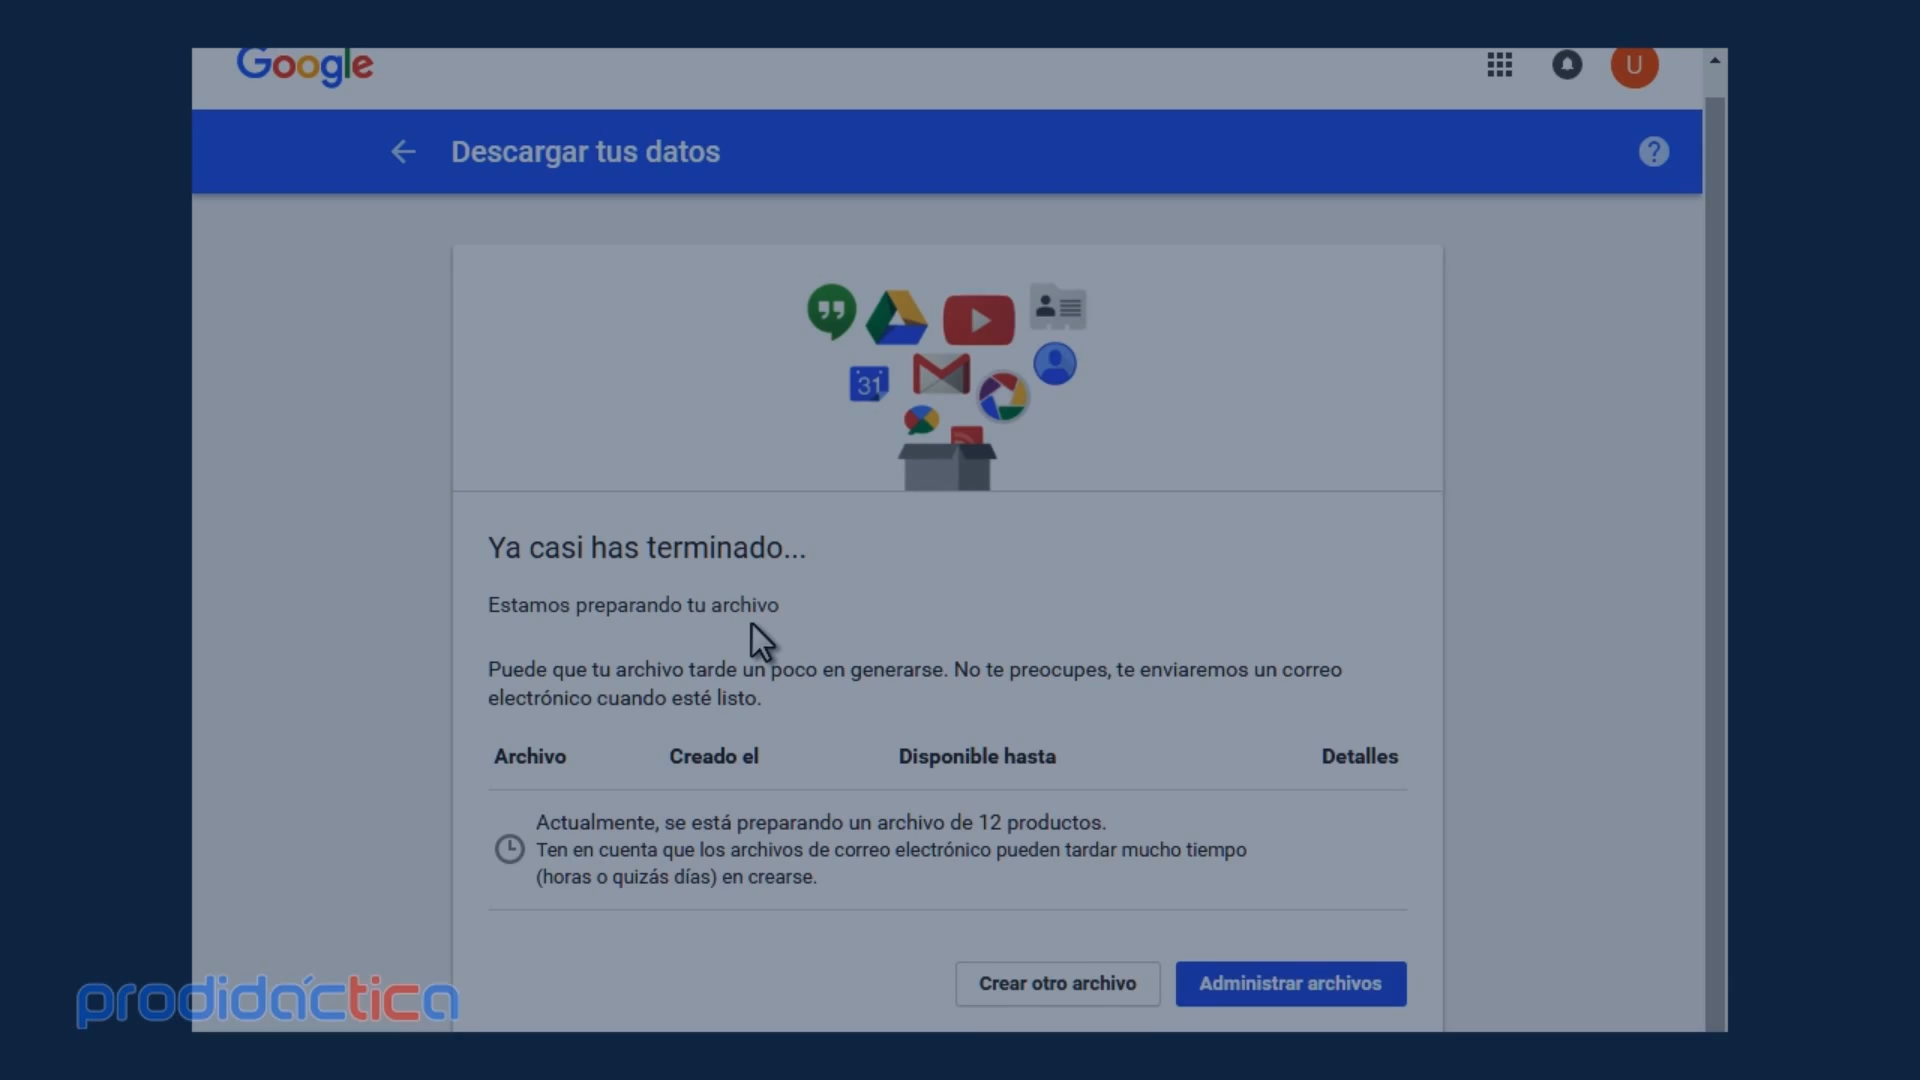 Google
U
Descargar tus datos
?
31
Ya casi has terminado...
Estamos preparando tu archivo
Puede que tu archivo tarde un poco en generarse. No te preocupes, te enviaremos un correo
electrónico cuando esté listo.
Archivo Creado el Disponible hasta Detalles
Actualmente, se está preparando un archivo de 12 productos.
Ten en cuenta que los archivos de correo electrónico pueden tardar mucho tiempo
(horas o quizás días) en crearse.
Crear otro archivo Administrar archivos
prodidáctica